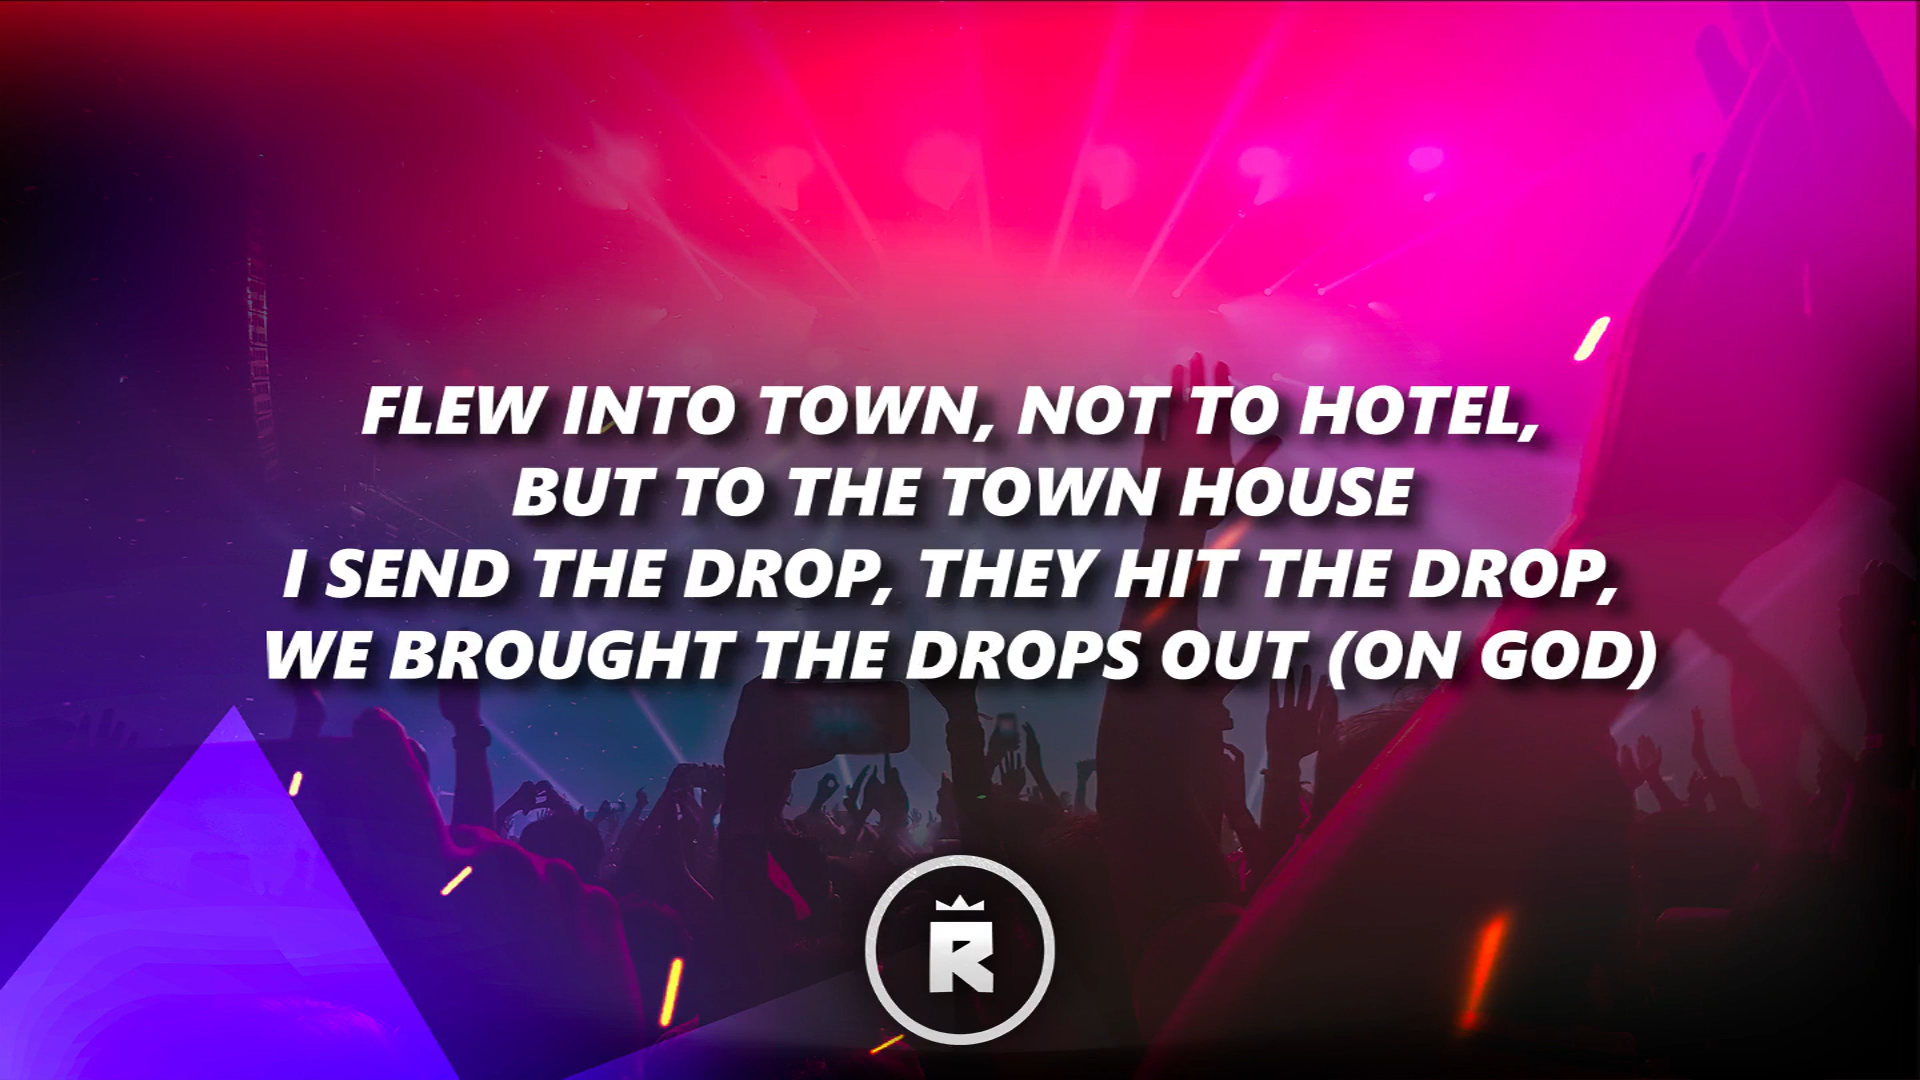 FLEW INTO TOWN, NOT TO HOTEL,
BUT TO THE TOWN HOUSE
I SEND THE DROP, THEY HIT THE DROP,
WE BROUGHT THE DROPS OUT (ON GOD)
R